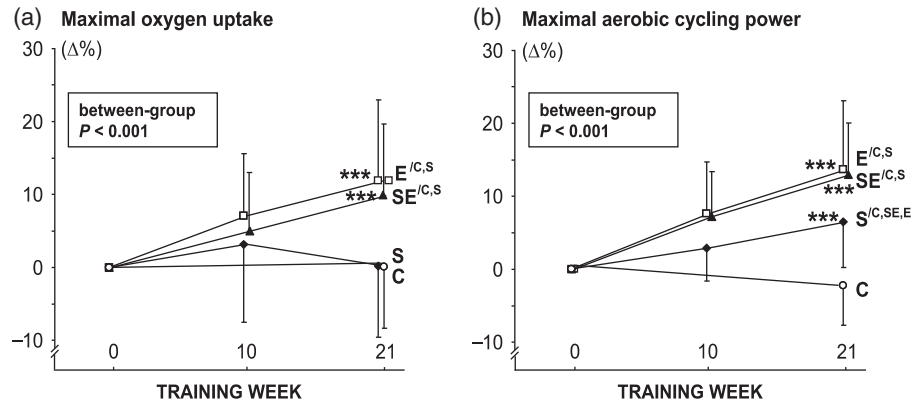 (a) Maximal oxygen uptake
30 (Δ%)
between-group
P < 0.001
20
10
0
–10
*** E/C,S
*** SE/C,S
S
C
0 10 21
TRAINING WEEK
(b) Maximal aerobic cycling power
30 (Δ%)
between-group
P < 0.001
20
10
0
–10
*** E/C,S
SE/C,S
***
*** S/C,SE,E
C
0 10 21
TRAINING WEEK